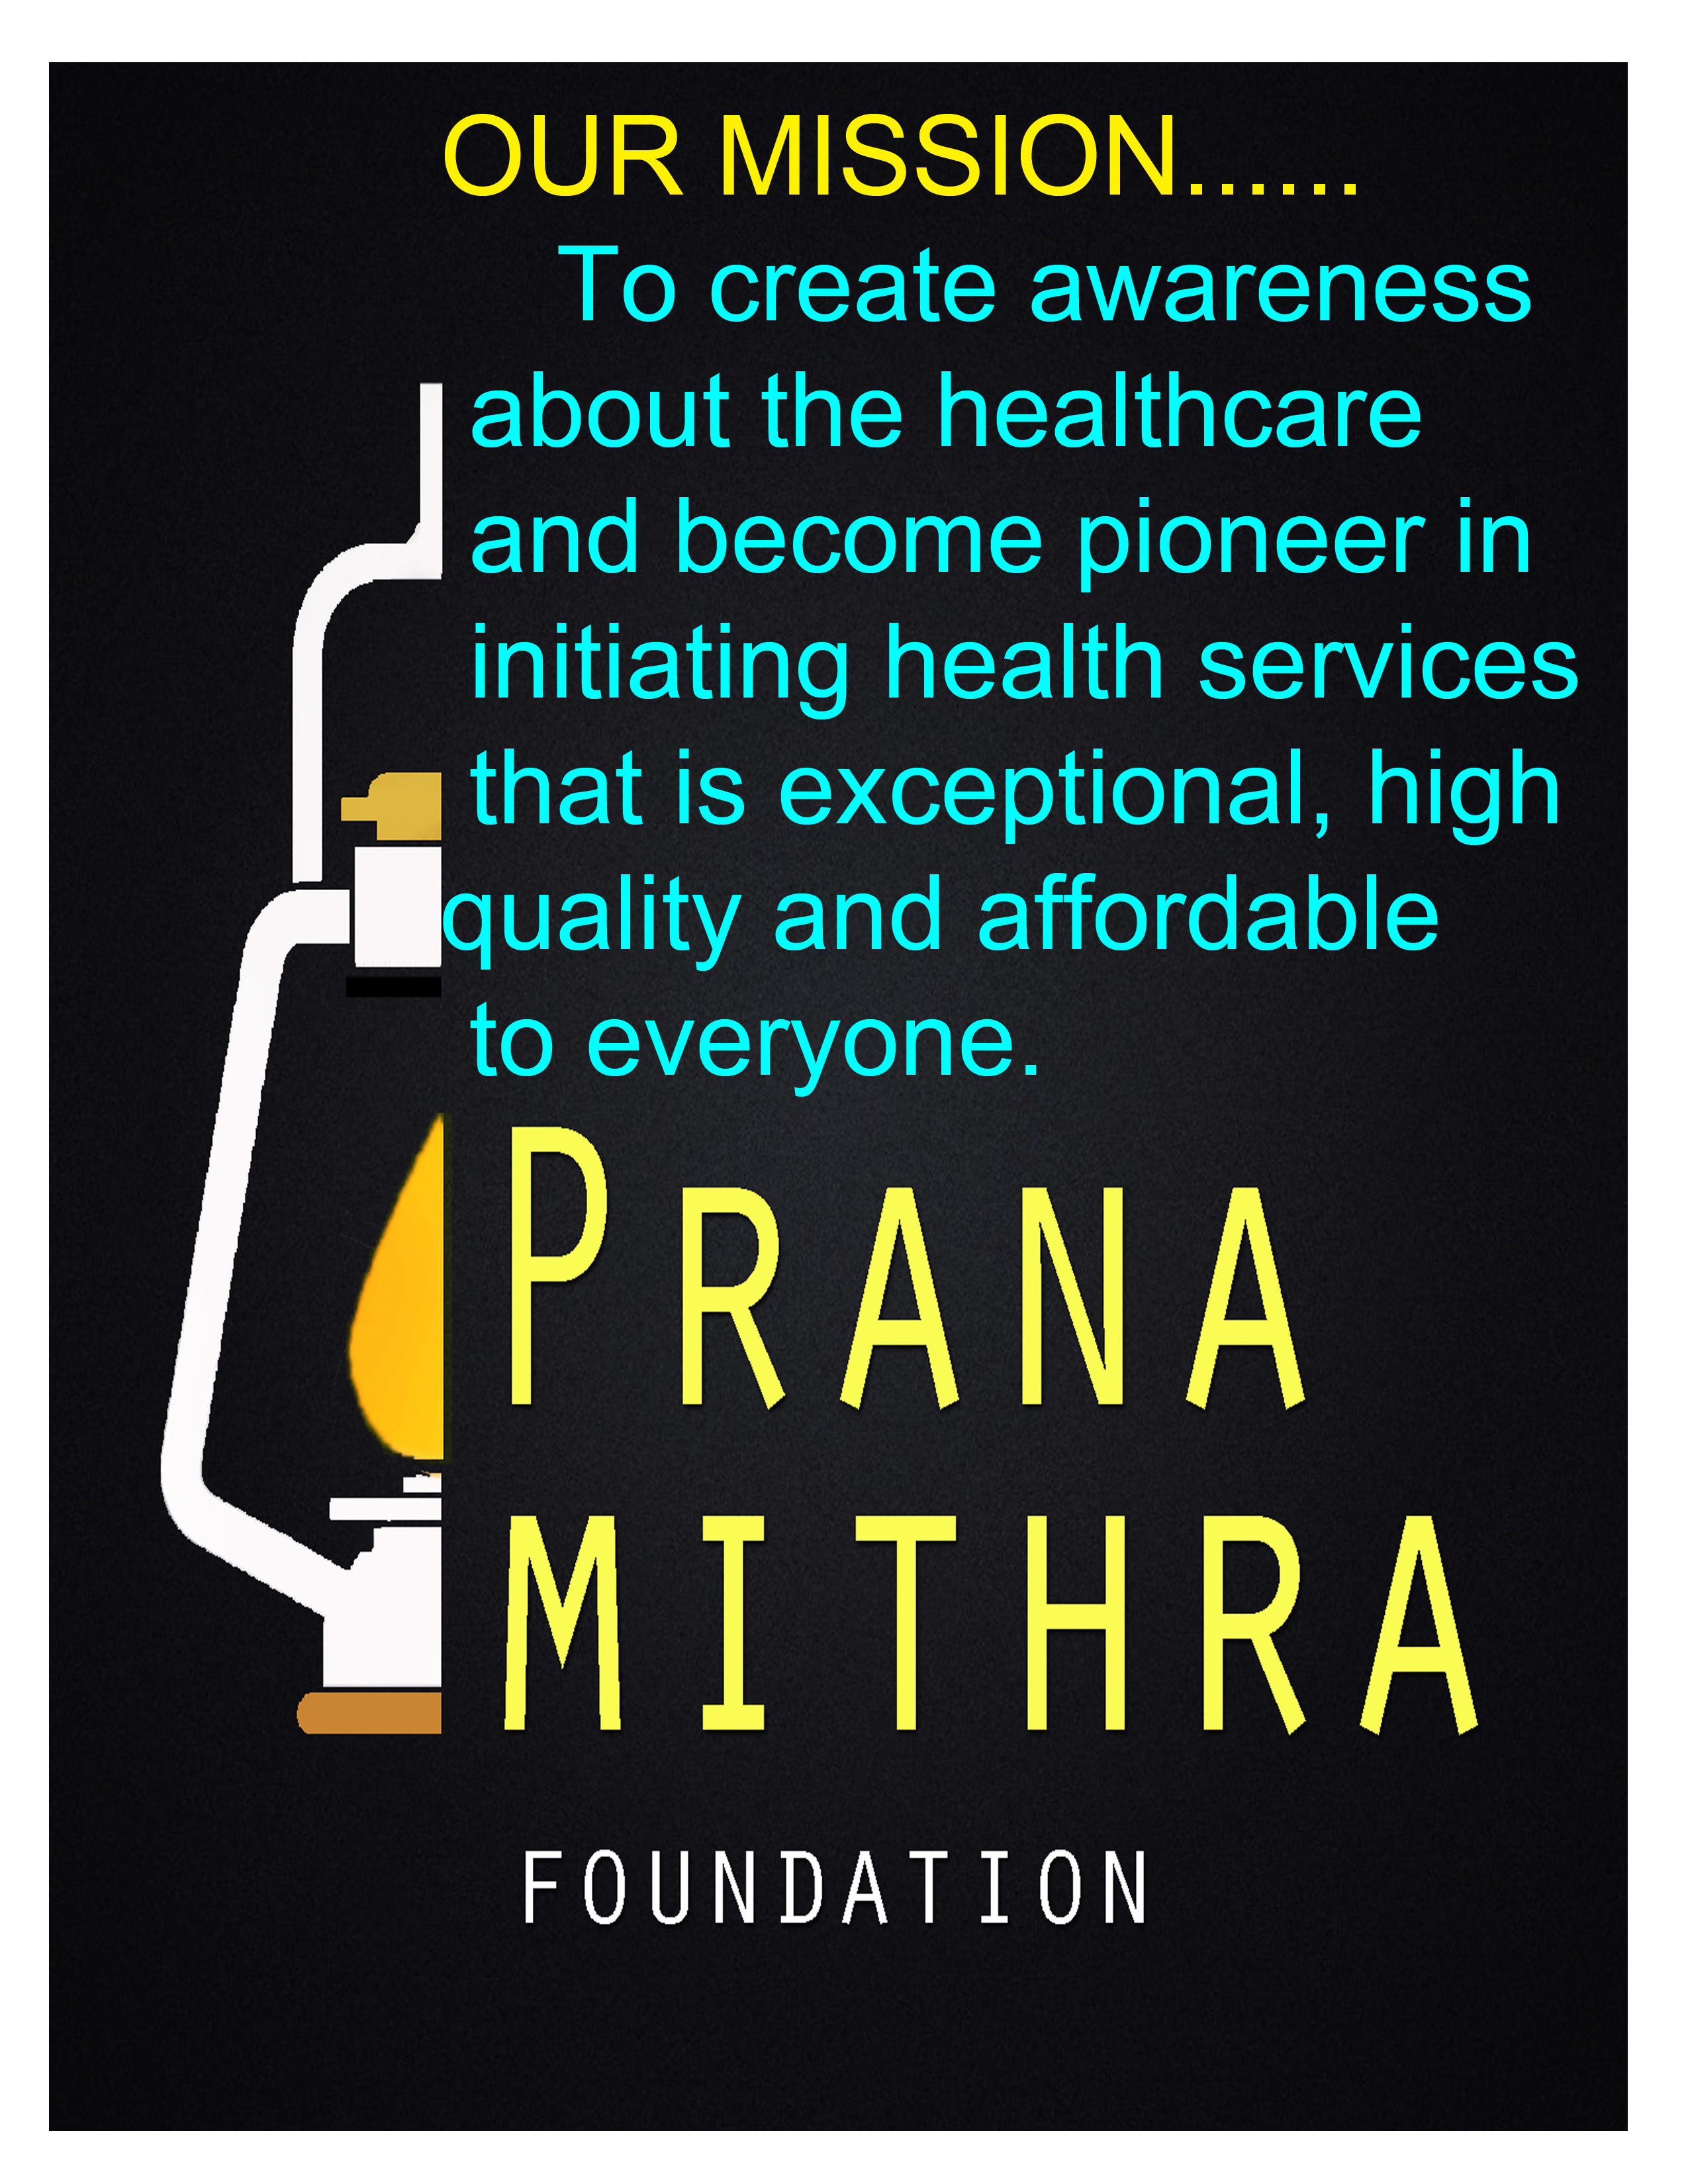 OUR MISSION......
To create awareness
about the healthcare
and become pioneer in
initiating health services
that is exceptional, high
quality and affordable
to everyone.
PRANA
MITHRA
FOUNDATION